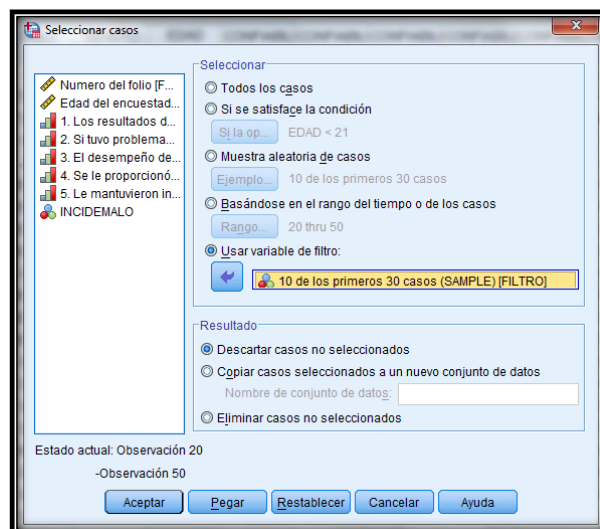 Seleccionar casos
Numero del folio [F...
Edad del encuestad...
1. Los resultados d...
2. Si tuvo problema...
3. El desempeño de...
4. Se le proporcionó...
5. Le mantuvieron in...
INCIDEMALO
Seleccionar
Todos los casos
Si se satisface la condición
Si la op... EDAD < 21
Muestra aleatoria de casos
Ejemplo... 10 de los primeros 30 casos
Basándose en el rango del tiempo o de los casos
Rango... 20 thru 50
Usar variable de filtro:
10 de los primeros 30 casos (SAMPLE) [FILTRO]
Resultado
Descartar casos no seleccionados
Copiar casos seleccionados a un nuevo conjunto de datos
Nombre de conjunto de datos:
Eliminar casos no seleccionados
Estado actual: Observación 20
-Observación 50
Aceptar Pegar Restablecer Cancelar Ayuda